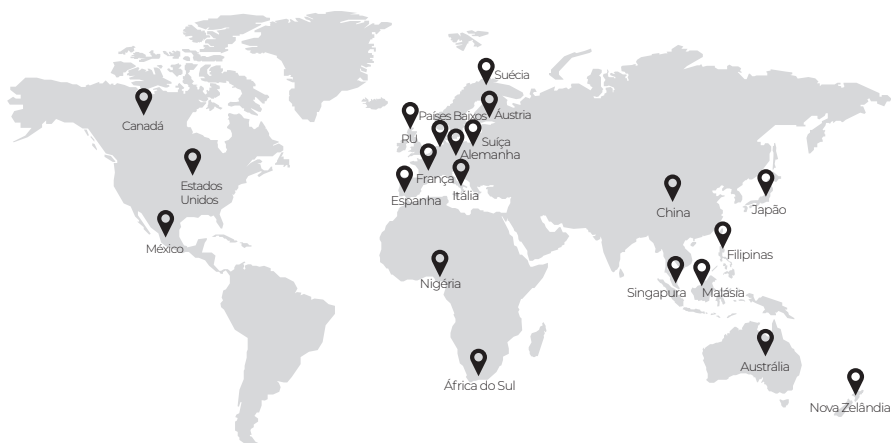 Suécia
Canadá
Países Baixos
Áustria
RU
Suíça
Alemanha
França
Estados
Unidos
Itália
Espanha
China
Japão
México
Filipinas
Nigéria
Singapura
Malásia
Austrália
África do Sul
Nova Zelândia